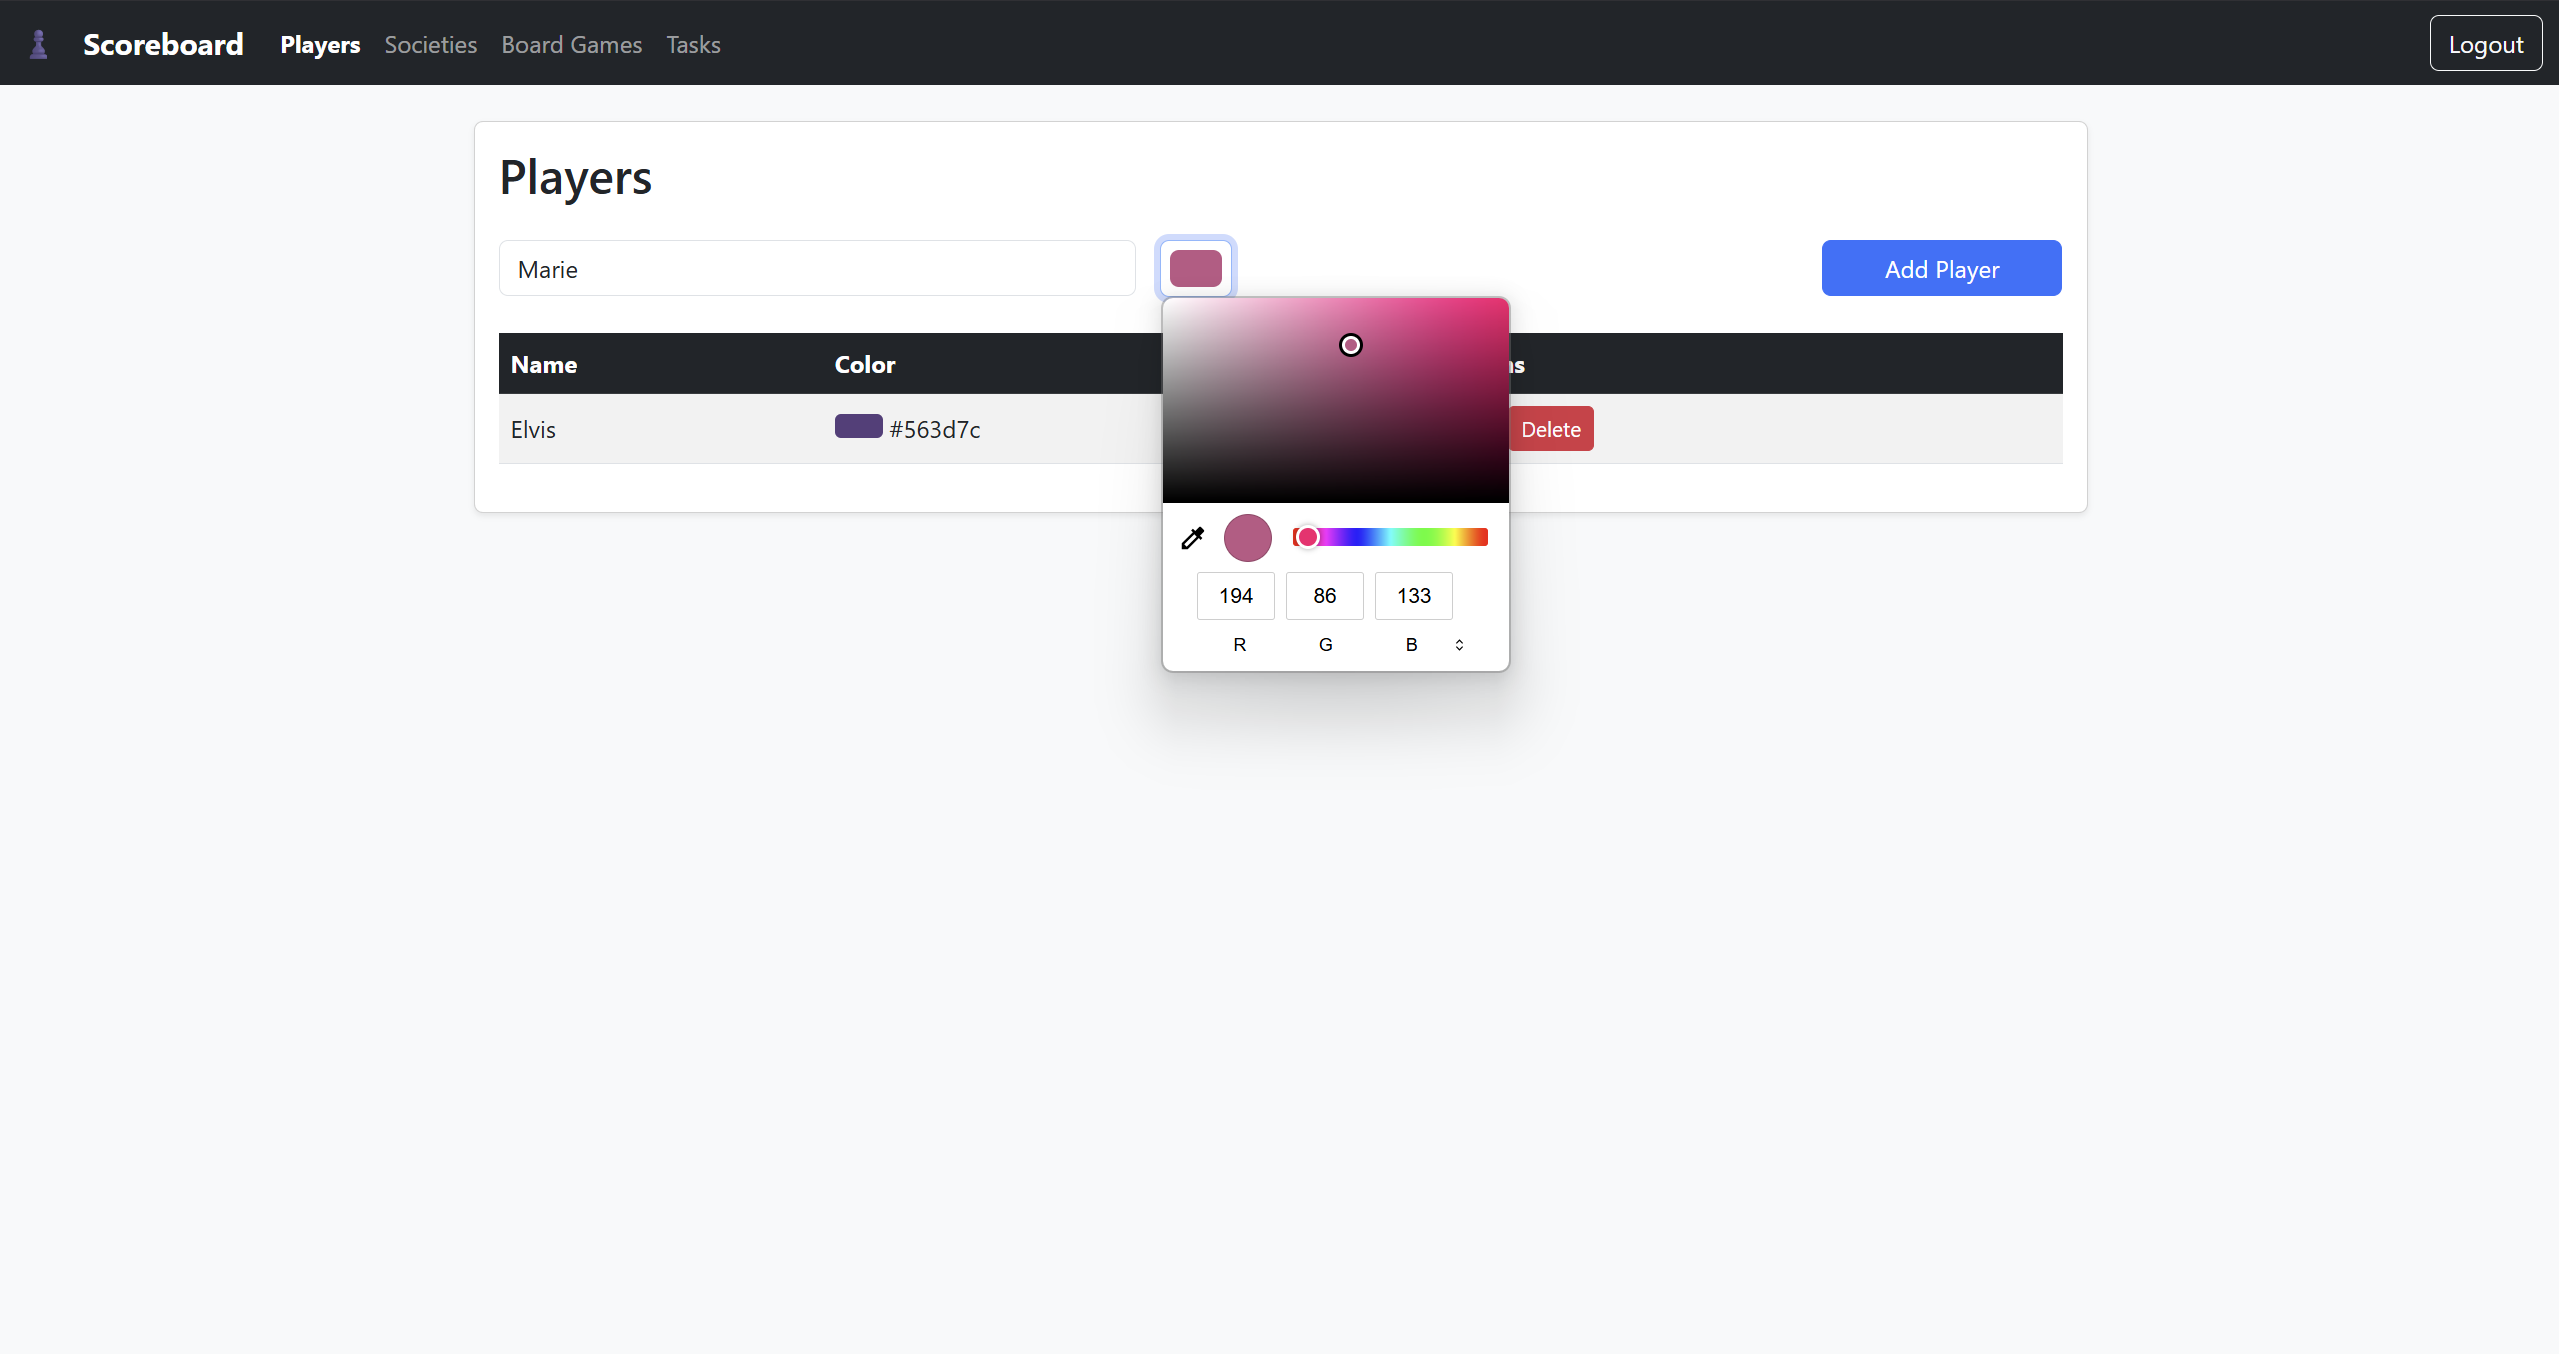 Scoreboard Players Societies Board Games Tasks Logout
Players
Marie Add Player
Name Color
Elvis #563d7c Delete
194 86 133
R G B